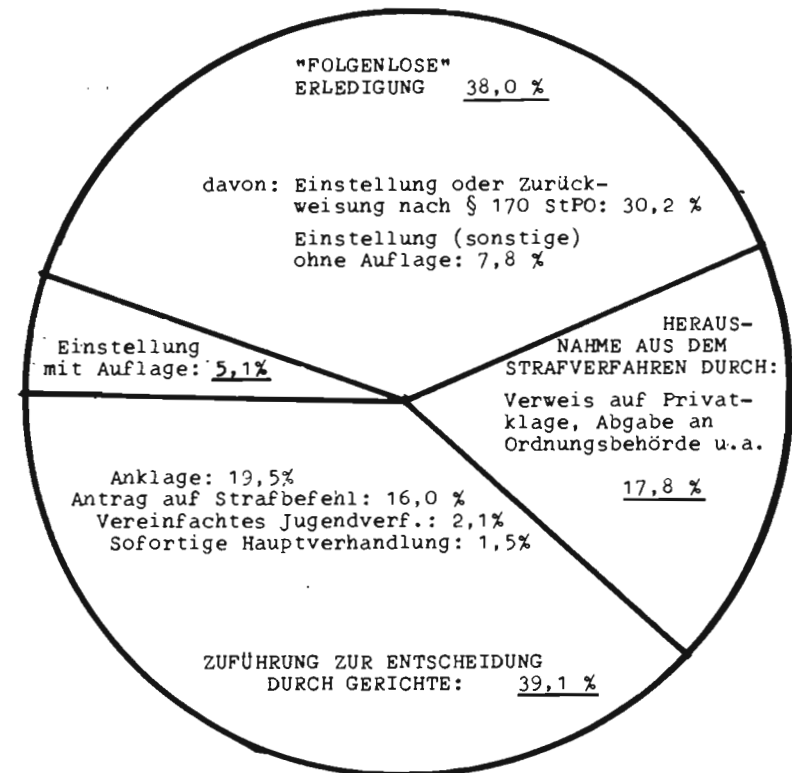 "FOLGENLOSE"
ERLEDIGUNG 38,0 %
davon: Einstellung oder Zurück-
weisung nach § 170 StPO: 30,2 %
Einstellung (sonstige)
ohne Auflage: 7,8 %
HERAUS-
NAHME AUS DEM
STRAFVERFAHREN DURCH:
Verweis auf Privat-
klage, Abgabe an
Ordnungsbehörde u.a.
17,8 %
Einstellung
mit Auflage: 5,1%
Anklage: 19,5%
Antrag auf Strafbefehl: 16,0 %
Vereinfachtes Jugendverf.: 2,1%
Sofortige Hauptverhandlung: 1,5%
ZUFÜHRUNG ZUR ENTSCHEIDUNG
DURCH GERICHTE: 39,1 %